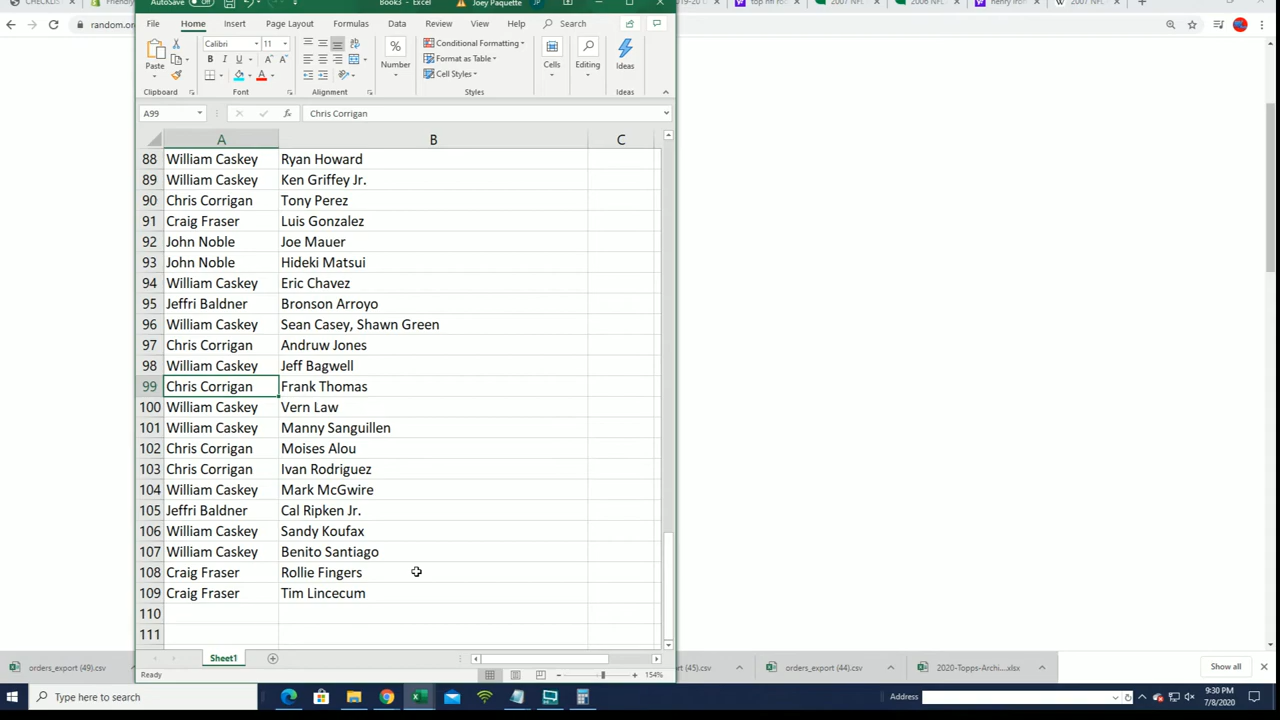 AutoSave Off Book3 - Excel Joey Paquette JP
File Home Insert Page Layout Formulas Data Review View Help Search
Paste Calibri 11 Number Conditional Formatting Format as Table Cell Styles Cells Editing Ideas
Clipboard Font Alignment Styles Ideas
A99 fx Chris Corrigan
A B C
88 William Caskey Ryan Howard
89 William Caskey Ken Griffey Jr.
90 Chris Corrigan Tony Perez
91 Craig Fraser Luis Gonzalez
92 John Noble Joe Mauer
93 John Noble Hideki Matsui
94 William Caskey Eric Chavez
95 Jeffri Baldner Bronson Arroyo
96 William Caskey Sean Casey, Shawn Green
97 Chris Corrigan Andruw Jones
98 William Caskey Jeff Bagwell
99 Chris Corrigan Frank Thomas
100 William Caskey Vern Law
101 William Caskey Manny Sanguillen
102 Chris Corrigan Moises Alou
103 Chris Corrigan Ivan Rodriguez
104 William Caskey Mark McGwire
105 Jeffri Baldner Cal Ripken Jr.
106 William Caskey Sandy Koufax
107 William Caskey Benito Santiago
108 Craig Fraser Rollie Fingers
109 Craig Fraser Tim Lincecum
110
111
Sheet1
Ready 154%
random.or
orders_export (49).csv ort (45).csv orders_export (44).csv 2020-Topps-Archi....xlsx Show all
Type here to search Address 9:30 PM
7/8/2020